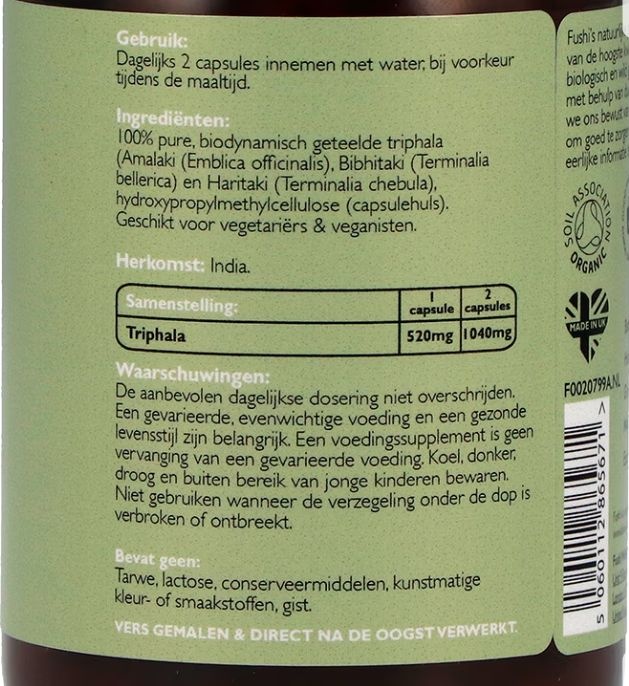 Gebruik:
Dagelijks 2 capsules innemen met water, bij voorkeur
tijdens de maaltijd.
Ingrediënten:
100% pure, biodynamisch geteelde triphala
(Amalaki (Emblica officinalis), Bibhitaki (Terminalia
bellerica) en Haritaki (Terminalia chebula),
hydroxypropylmethylcellulose (capsulehuls).
Geschikt voor vegetariërs & veganisten.
Herkomst: India.
Samenstelling: 1 capsule 2 capsules
Triphala 520mg 1040mg
Waarschuwingen:
De aanbevolen dagelijkse dosering niet overschrijden.
Een gevarieerde, evenwichtige voeding en een gezonde
levensstijl zijn belangrijk. Een voedingssupplement is geen
vervanging van een gevarieerde voeding. Koel, donker,
droog en buiten bereik van jonge kinderen bewaren.
Niet gebruiken wanneer de verzegeling onder de dop is
verbroken of ontbreekt.
Bevat geen:
Tarwe, lactose, conserveermiddelen, kunstmatige
kleur- of smaakstoffen, gist.
VERS GEMALEN & DIRECT NA DE OOGST VERWERKT.
Fushi's
van de hoogste
biologisch en
met behulp van
we ons bewust
om goed te
eerlijke informatie
SOIL ASSOCIATION
ORGANIC
MADE IN UK
F0020799A.NL
5 060112 865671 >